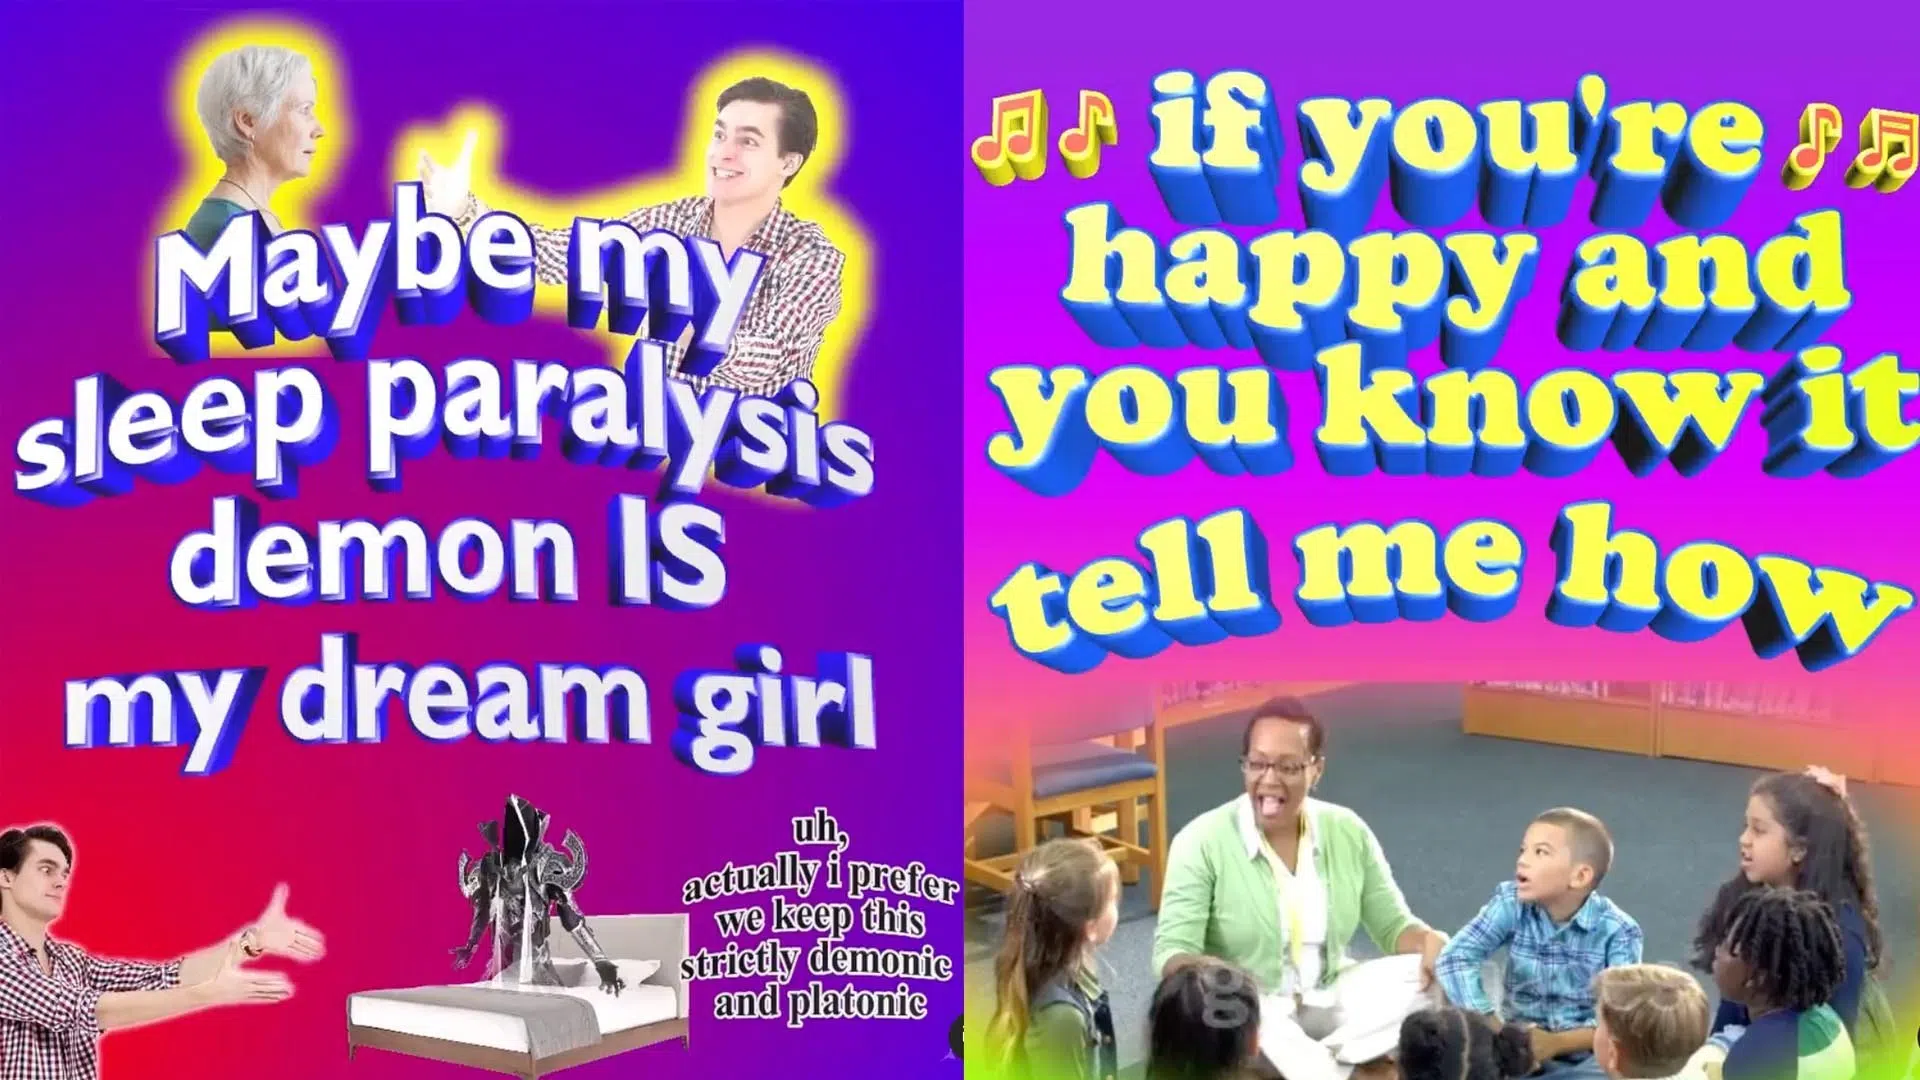 Maybe my
sleep paralysis
demon IS
my dream girl
uh,
actually i prefer
we keep this
strictly demonic
and platonic
if you're
happy and
you know it
tell me how